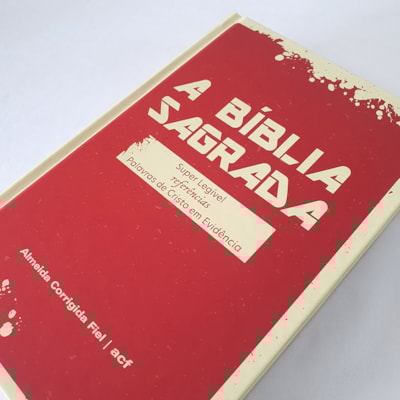 A BÍBLIA
SAGRADA
Super Legível
referências
Palavras de Cristo em Evidência
Almeida Corrigida Fiel | acf